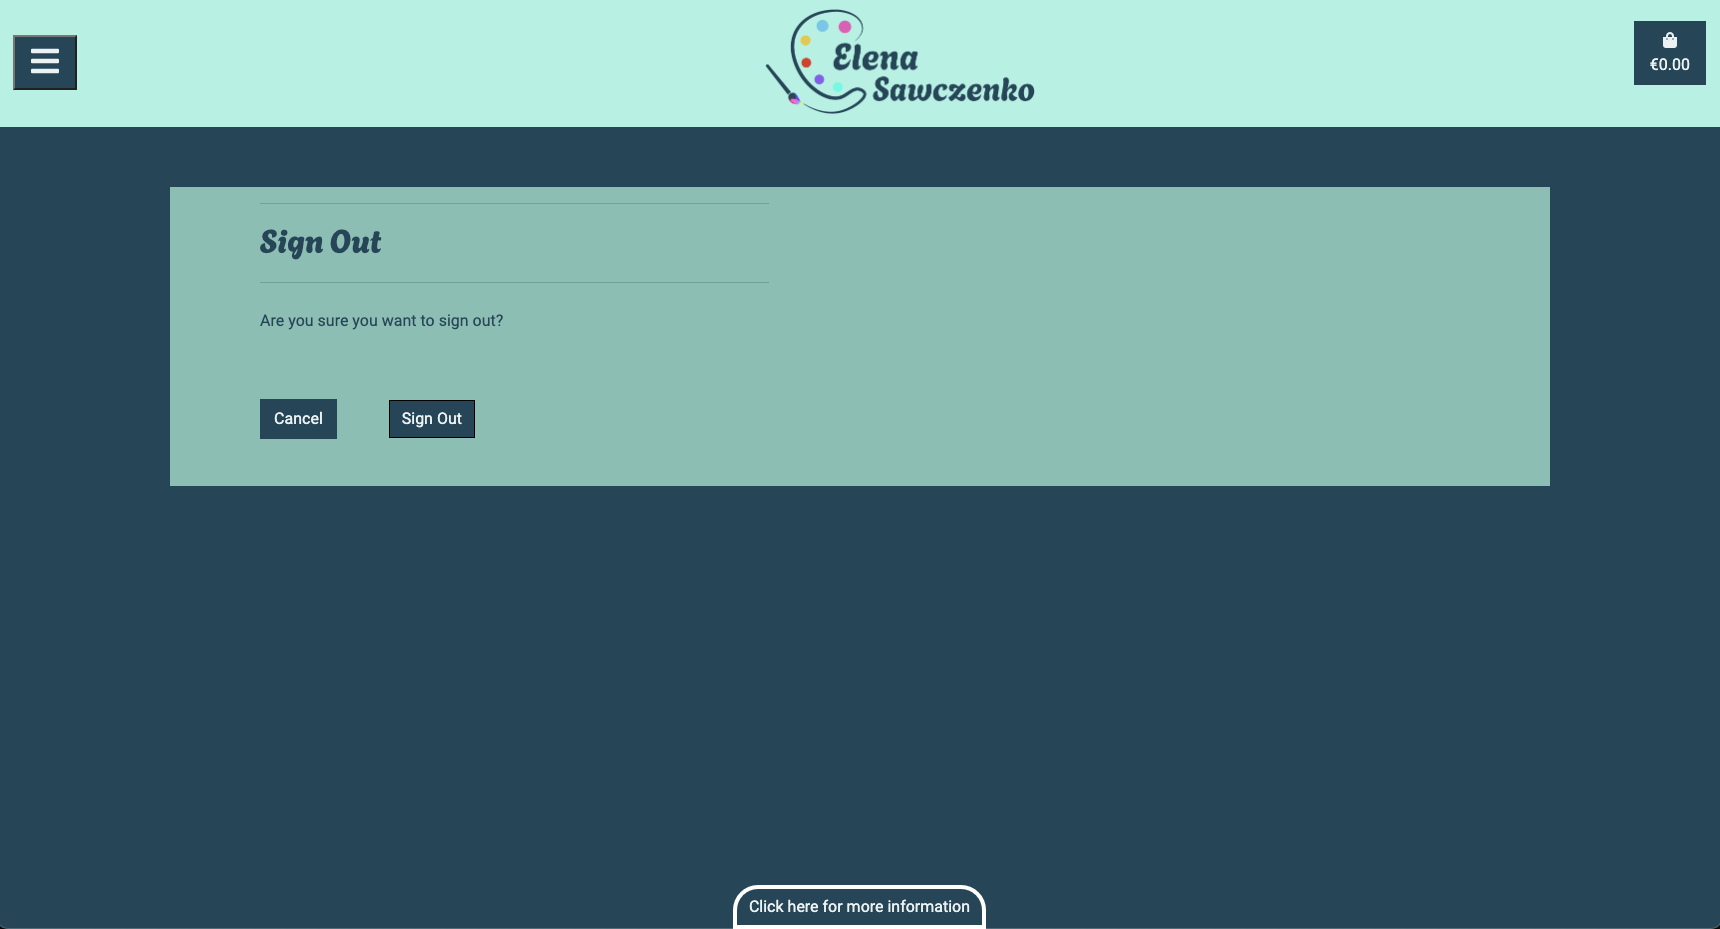 Elena
Sawczenko
€0.00
Sign Out
Are you sure you want to sign out?
Cancel
Sign Out
Click here for more information